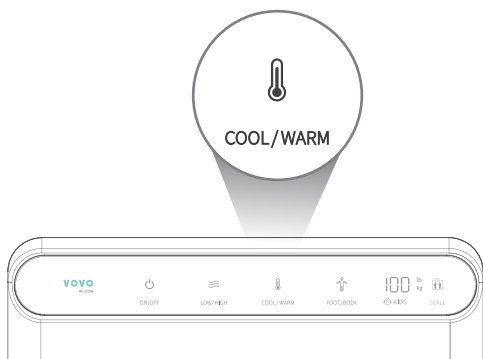 COOL/WARM
VOVO
100 lb
kg
ON/OFF
LOW/HIGH
COOL/WARM
FOOT/BODY
KIDS
SCALE